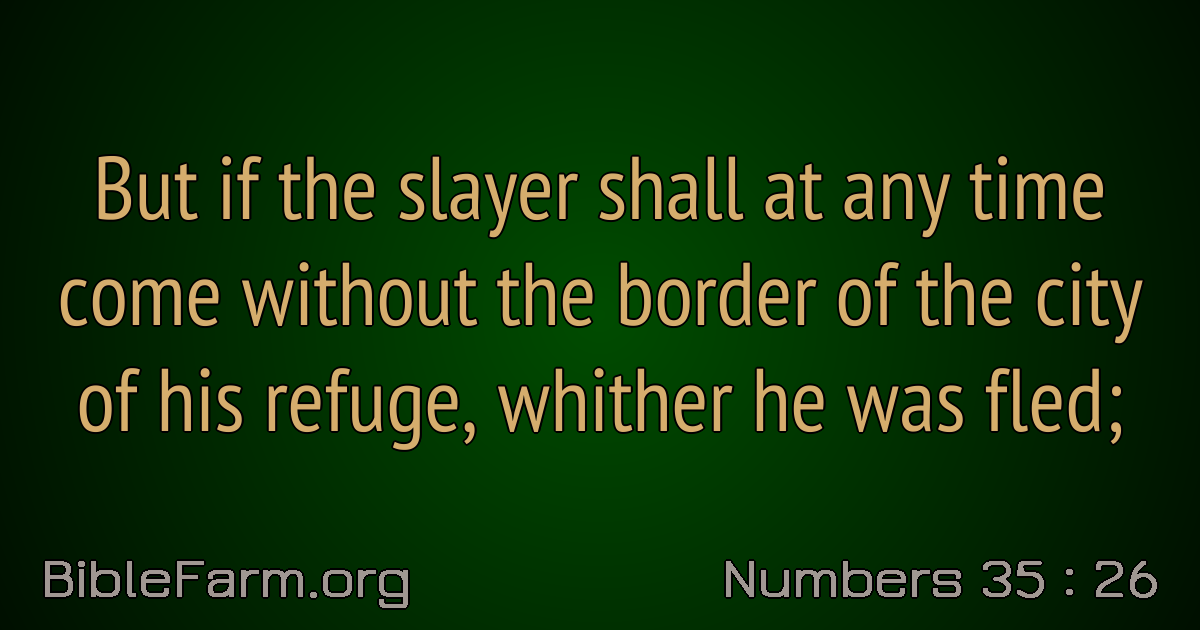 But if the slayer shall at any time
come without the border of the city
of his refuge, whither he was fled;
BibleFarm.org
Numbers 35 : 26